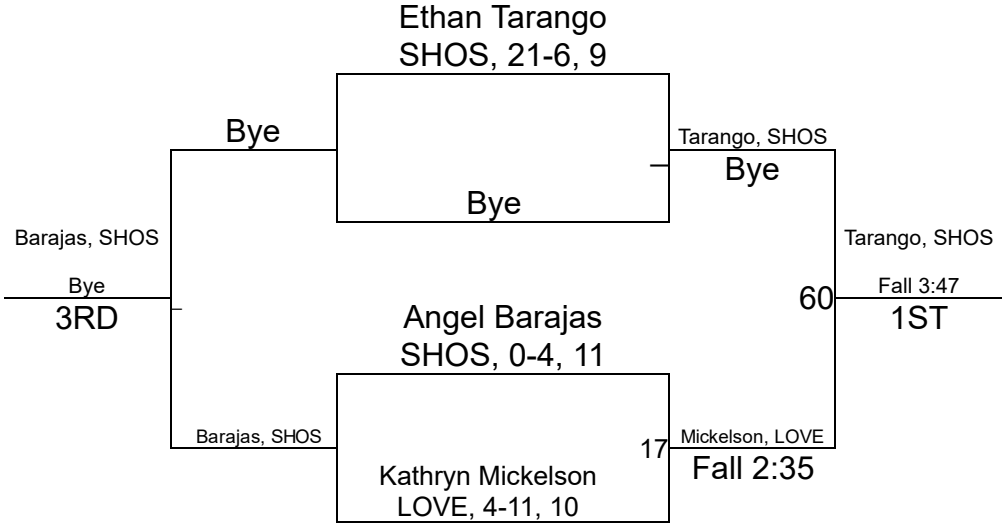 Ethan Tarango
SHOS, 21-6, 9
Bye
Tarango, SHOS
Bye
Bye
Barajas, SHOS
Bye
3RD
Tarango, SHOS
60
Fall 3:47
1ST
Angel Barajas
SHOS, 0-4, 11
Barajas, SHOS
17
Mickelson, LOVE
Fall 2:35
Kathryn Mickelson
LOVE, 4-11, 10